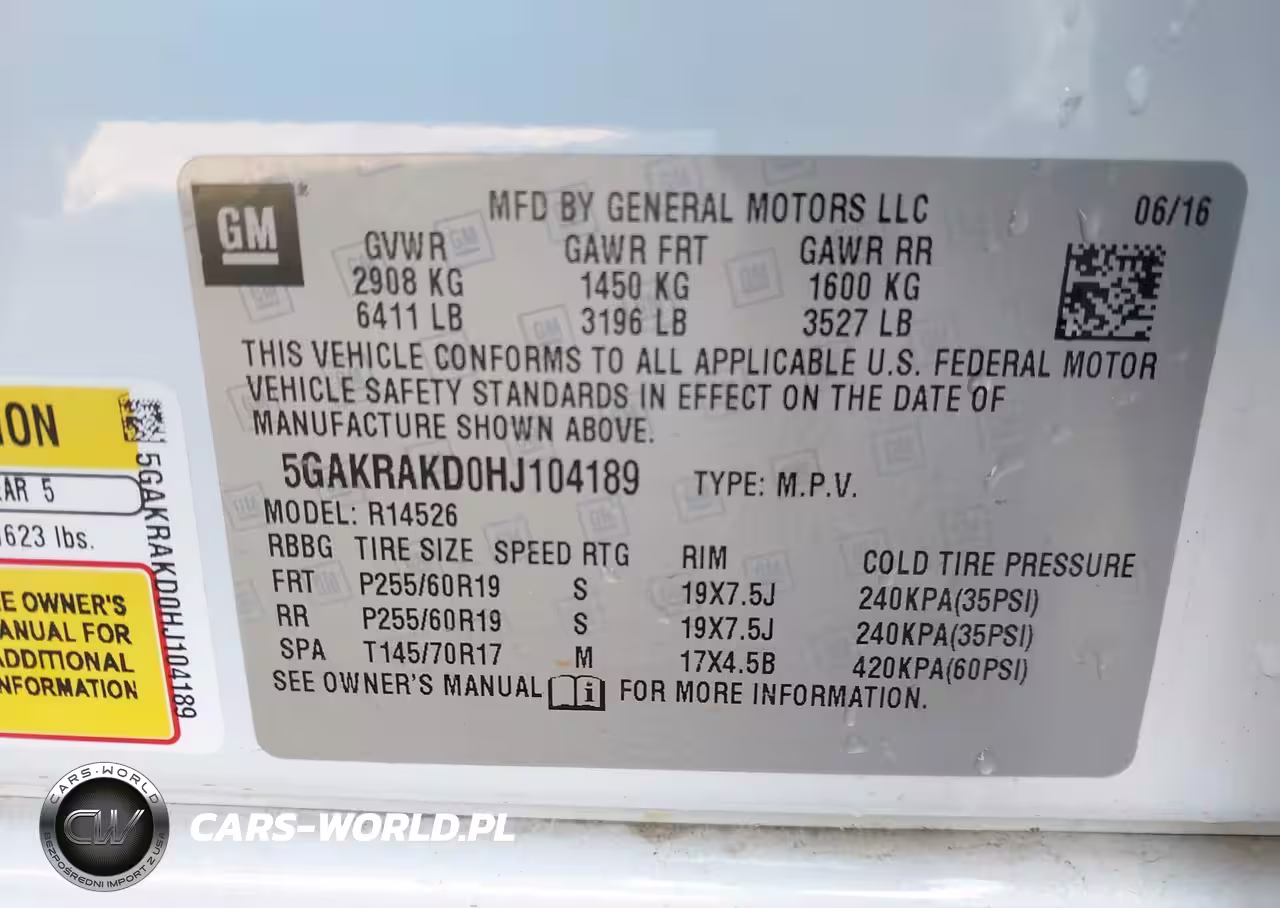 GM
MFD BY GENERAL MOTORS LLC 06/16
GVWR GAWR FRT GAWR RR
2908 KG 1450 KG 1600 KG
6411 LB 3196 LB 3527 LB
THIS VEHICLE CONFORMS TO ALL APPLICABLE U.S. FEDERAL MOTOR
VEHICLE SAFETY STANDARDS IN EFFECT ON THE DATE OF
MANUFACTURE SHOWN ABOVE.
5GAKRAKD0HJ104189 TYPE: M.P.V.
MODEL: R14526
RBBG TIRE SIZE SPEED RTG RIM COLD TIRE PRESSURE
FRT P255/60R19 S 19X7.5J 240KPA(35PSI)
RR P255/60R19 S 19X7.5J 240KPA(35PSI)
SPA T145/70R17 M 17X4.5B 420KPA(60PSI)
SEE OWNER'S MANUAL FOR MORE INFORMATION.
ION
AR 5
623 lbs.
E OWNER'S
ANUAL FOR
ADDITIONAL
NFORMATION
5GAKRAKD0HJ104189
CARS-WORLD
CW
BEZPOŚREDNI IMPORT Z USA
CARS-WORLD.PL